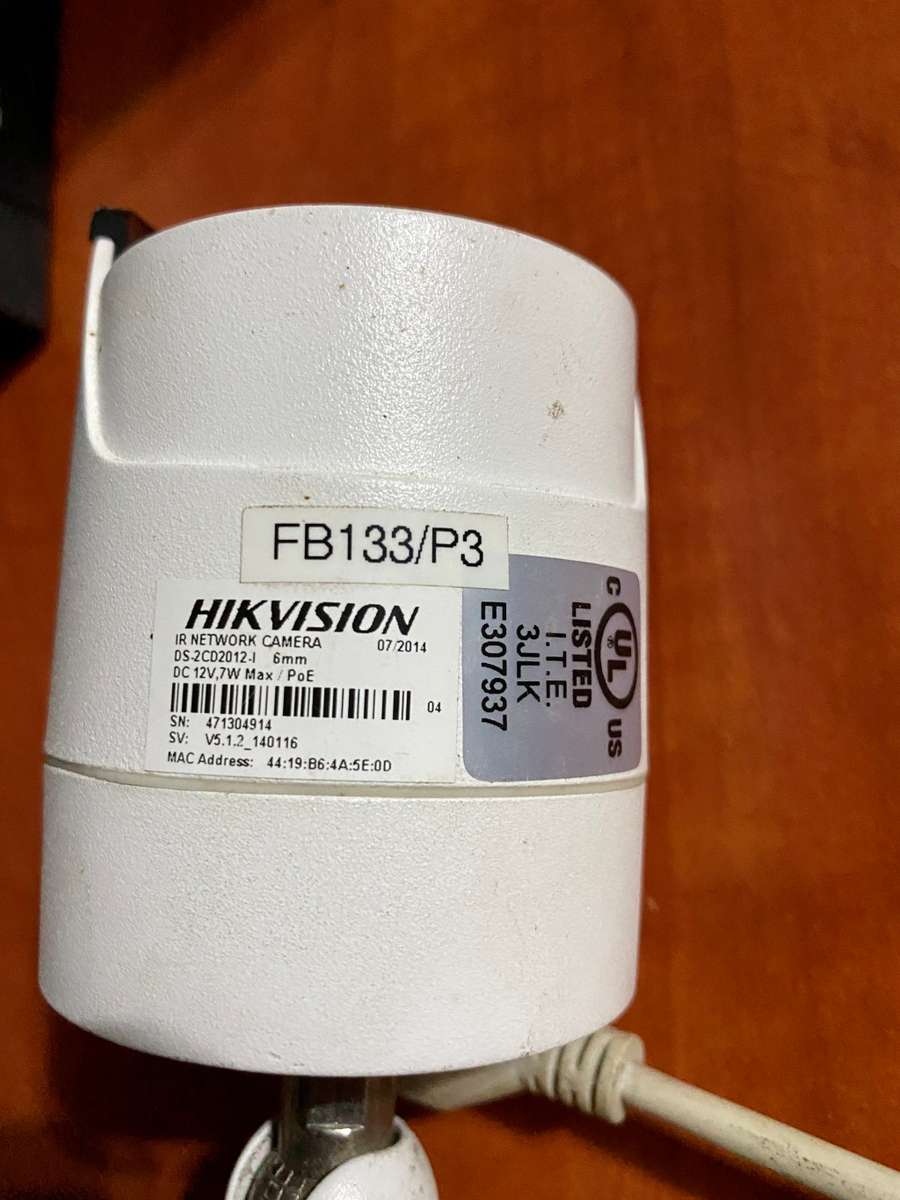 FB133/P3
HIKVISION
IR NETWORK CAMERA 07/2014
DS-2CD2012-I 6mm
DC 12V,7W Max / PoE
04
SN: 471304914
SV: V5.1.2_140116
MAC Address: 44:19:B6:4A:5E:0D
C UL US
®
LISTED
I.T.E.
3JLK
E307937